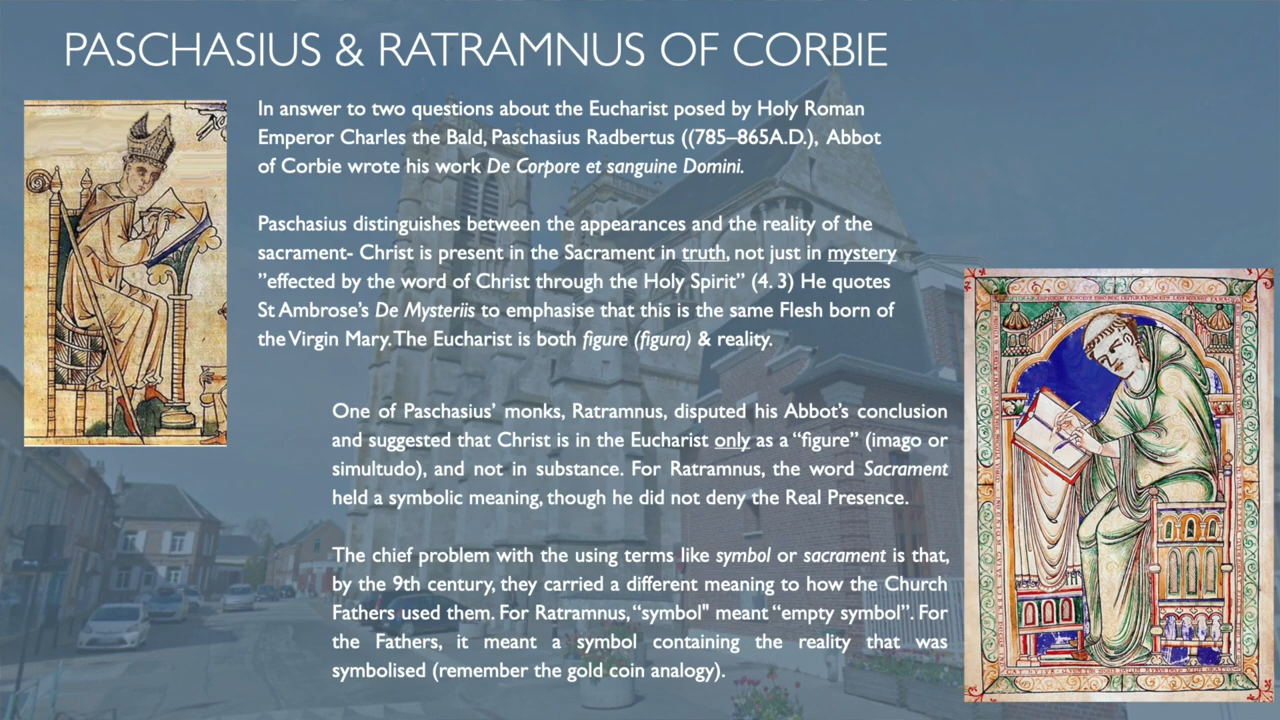 PASCHASIUS & RATRAMNUS OF CORBIE
In answer to two questions about the Eucharist posed by Holy Roman
Emperor Charles the Bald, Paschasius Radbertus ((785–865A.D.), Abbot
of Corbie wrote his work De Corpore et sanguine Domini.
Paschasius distinguishes between the appearances and the reality of the
sacrament- Christ is present in the Sacrament in truth, not just in mystery
”effected by the word of Christ through the Holy Spirit” (4. 3) He quotes
St Ambrose’s De Mysteriis to emphasise that this is the same Flesh born of
the Virgin Mary. The Eucharist is both figure (figura) & reality.
One of Paschasius’ monks, Ratramnus, disputed his Abbot’s conclusion
and suggested that Christ is in the Eucharist only as a “figure” (imago or
simultudo), and not in substance. For Ratramnus, the word Sacrament
held a symbolic meaning, though he did not deny the Real Presence.
The chief problem with the using terms like symbol or sacrament is that,
by the 9th century, they carried a different meaning to how the Church
Fathers used them. For Ratramnus, “symbol" meant “empty symbol”. For
the Fathers, it meant a symbol containing the reality that was
symbolised (remember the gold coin analogy).